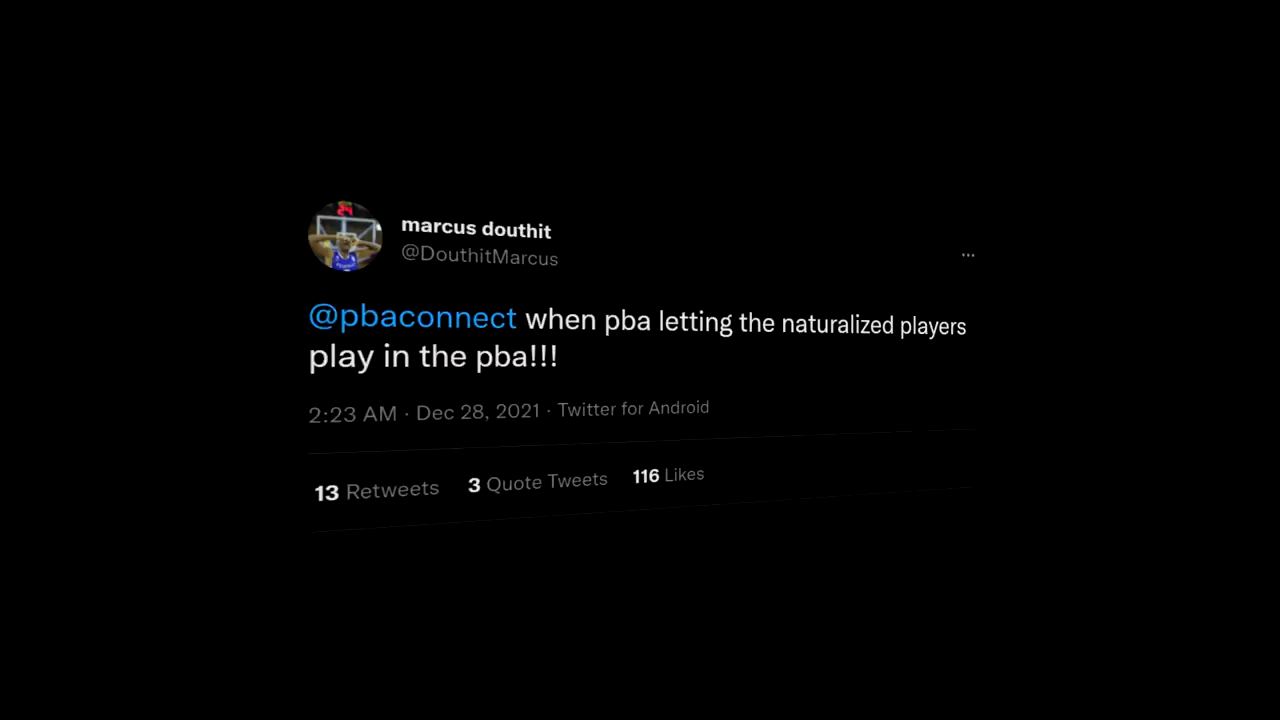 24
marcus douthit
@DouthitMarcus
...
@pbaconnect when pba letting the naturalized players
play in the pba!!!
2:23 AM · Dec 28, 2021 · Twitter for Android
13 Retweets 3 Quote Tweets 116 Likes